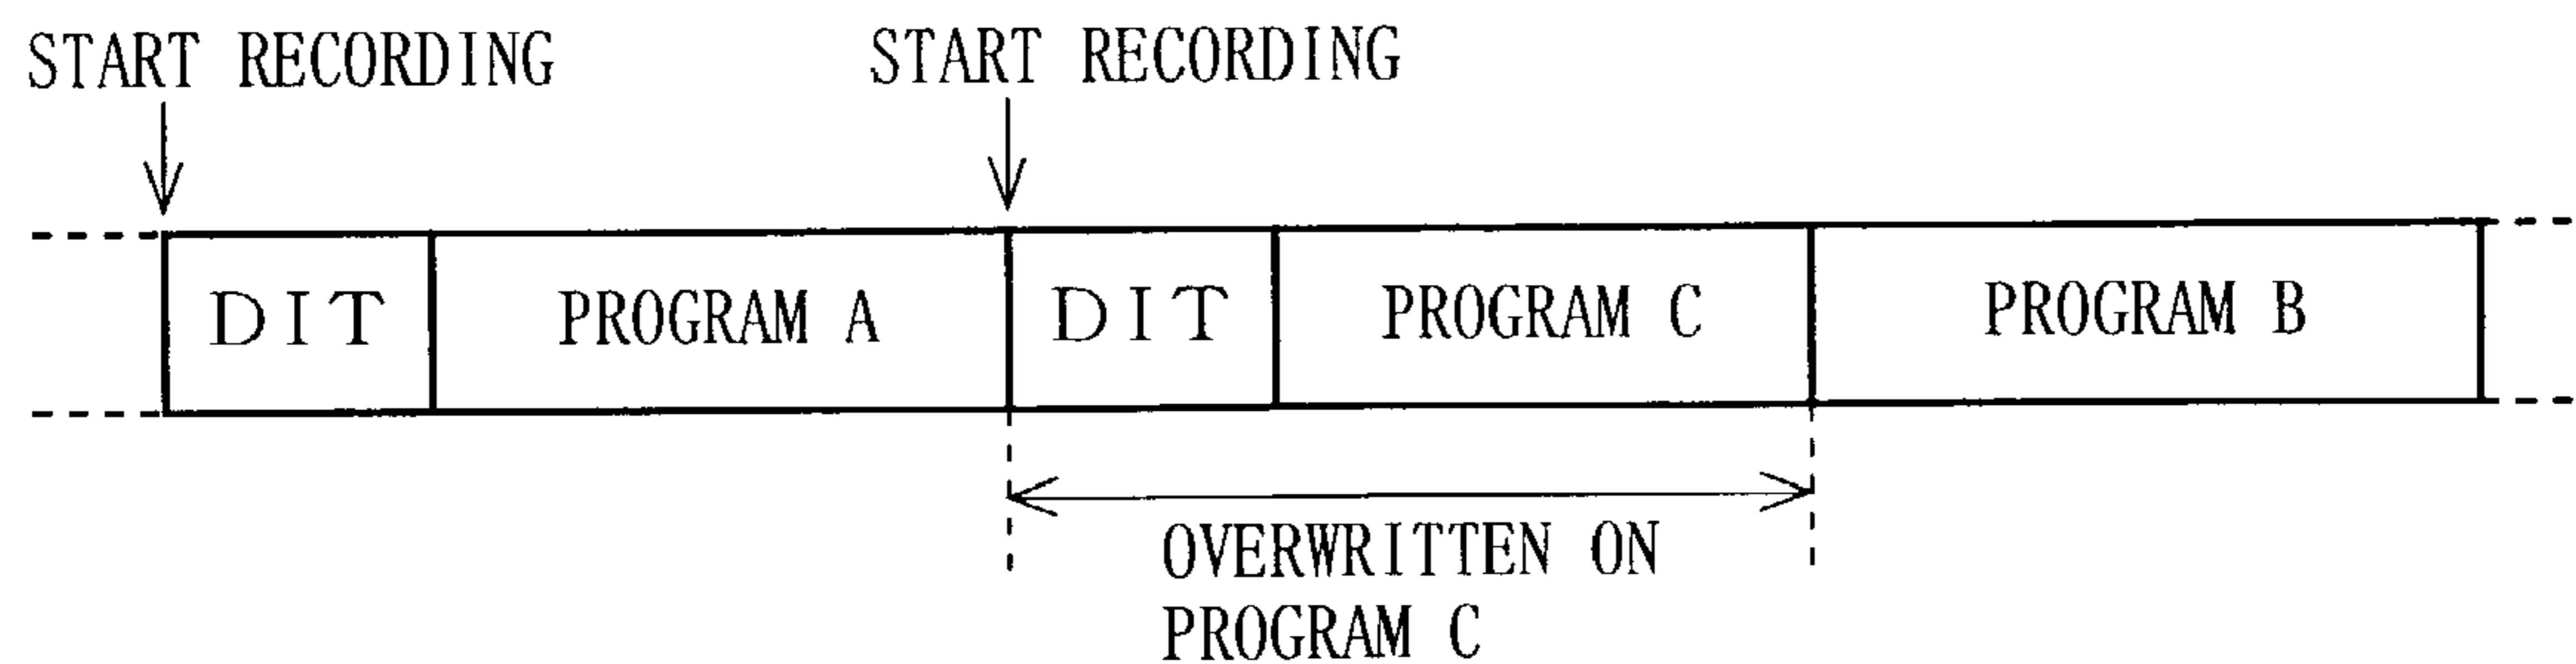 START RECORDING START RECORDING
DIT PROGRAM A DIT PROGRAM C PROGRAM B
OVERWRITTEN ON
PROGRAM C